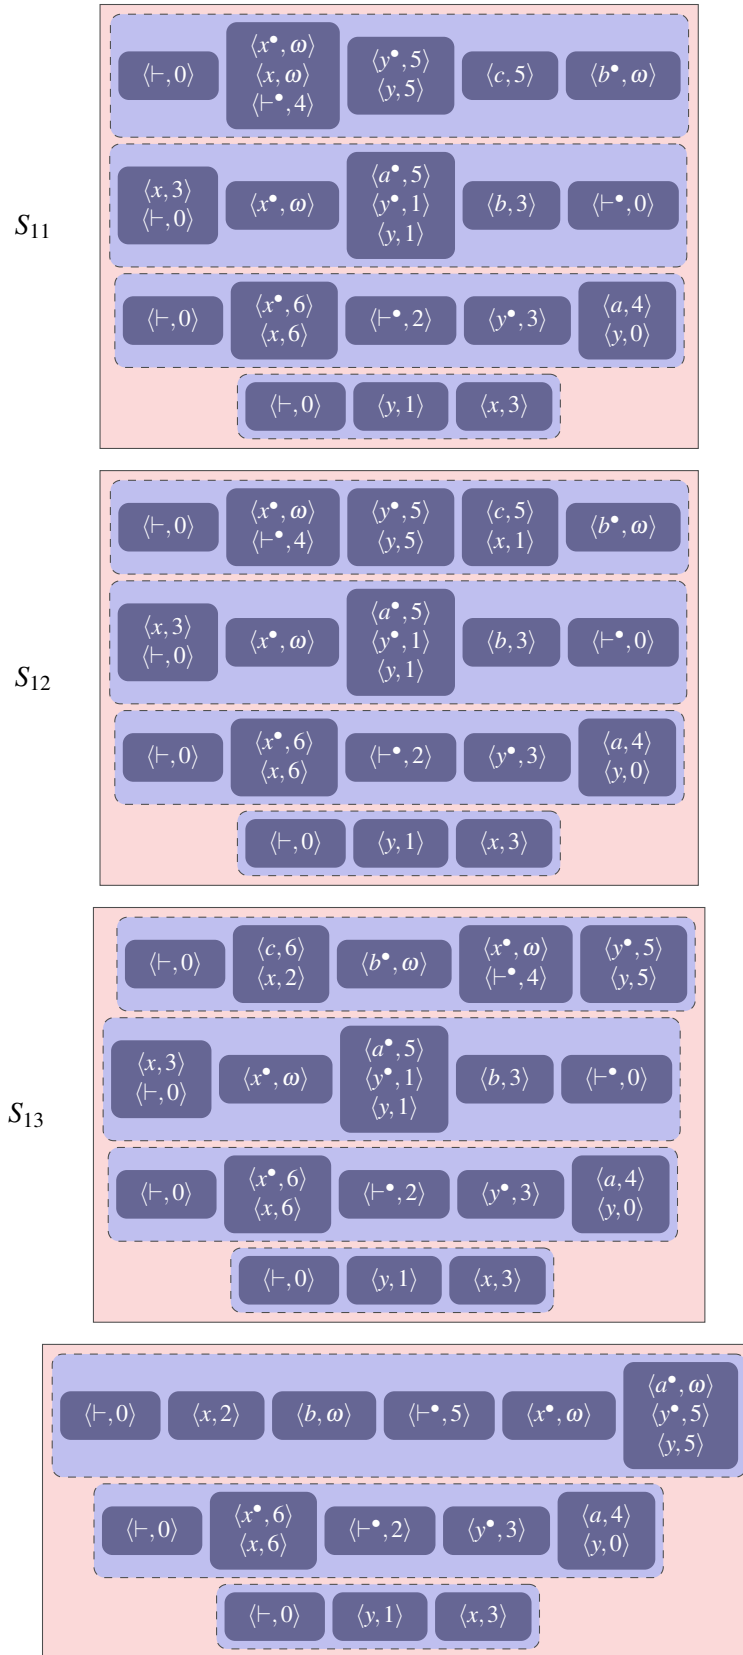 ⟨⊢, 0⟩ ⟨x•, ω⟩ ⟨x, ω⟩ ⟨⊢•, 4⟩ ⟨y•, 5⟩ ⟨y, 5⟩ ⟨c, 5⟩ ⟨b•, ω⟩
S₁₁
⟨x, 3⟩ ⟨⊢, 0⟩ ⟨x•, ω⟩ ⟨a•, 5⟩ ⟨y•, 1⟩ ⟨y, 1⟩ ⟨b, 3⟩ ⟨⊢•, 0⟩
⟨⊢, 0⟩ ⟨x•, 6⟩ ⟨x, 6⟩ ⟨⊢•, 2⟩ ⟨y•, 3⟩ ⟨a, 4⟩ ⟨y, 0⟩
⟨⊢, 0⟩ ⟨y, 1⟩ ⟨x, 3⟩
⟨⊢, 0⟩ ⟨x•, ω⟩ ⟨⊢•, 4⟩ ⟨y•, 5⟩ ⟨y, 5⟩ ⟨c, 5⟩ ⟨x, 1⟩ ⟨b•, ω⟩
S₁₂
⟨x, 3⟩ ⟨⊢, 0⟩ ⟨x•, ω⟩ ⟨a•, 5⟩ ⟨y•, 1⟩ ⟨y, 1⟩ ⟨b, 3⟩ ⟨⊢•, 0⟩
⟨⊢, 0⟩ ⟨x•, 6⟩ ⟨x, 6⟩ ⟨⊢•, 2⟩ ⟨y•, 3⟩ ⟨a, 4⟩ ⟨y, 0⟩
⟨⊢, 0⟩ ⟨y, 1⟩ ⟨x, 3⟩
⟨⊢, 0⟩ ⟨c, 6⟩ ⟨x, 2⟩ ⟨b•, ω⟩ ⟨x•, ω⟩ ⟨⊢•, 4⟩ ⟨y•, 5⟩ ⟨y, 5⟩
S₁₃
⟨x, 3⟩ ⟨⊢, 0⟩ ⟨x•, ω⟩ ⟨a•, 5⟩ ⟨y•, 1⟩ ⟨y, 1⟩ ⟨b, 3⟩ ⟨⊢•, 0⟩
⟨⊢, 0⟩ ⟨x•, 6⟩ ⟨x, 6⟩ ⟨⊢•, 2⟩ ⟨y•, 3⟩ ⟨a, 4⟩ ⟨y, 0⟩
⟨⊢, 0⟩ ⟨y, 1⟩ ⟨x, 3⟩
⟨⊢, 0⟩ ⟨x, 2⟩ ⟨b, ω⟩ ⟨⊢•, 5⟩ ⟨x•, ω⟩ ⟨a•, ω⟩ ⟨y•, 5⟩ ⟨y, 5⟩
⟨⊢, 0⟩ ⟨x•, 6⟩ ⟨x, 6⟩ ⟨⊢•, 2⟩ ⟨y•, 3⟩ ⟨a, 4⟩ ⟨y, 0⟩
⟨⊢, 0⟩ ⟨y, 1⟩ ⟨x, 3⟩